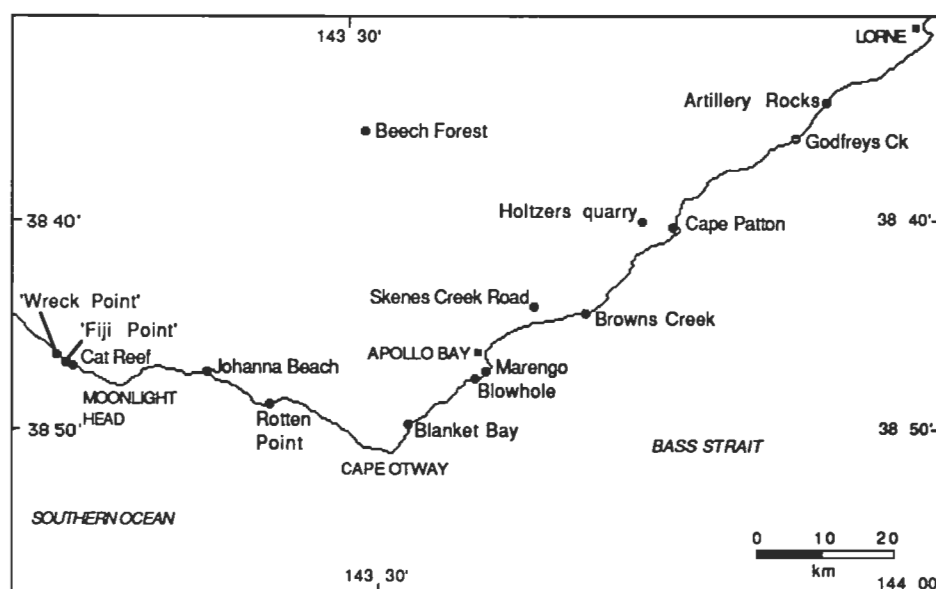 143 30'
LORNE
Artillery Rocks
Beech Forest
Godfreys Ck
Holtzers quarry
38 40'
38 40'
Cape Patton
'Wreck Point'
Skenes Creek Road
'Fiji Point'
Browns Creek
Cat Reef
APOLLO BAY
Johanna Beach
Marengo
Blowhole
MOONLIGHT
HEAD
Rotten
Point
38 50'
Blanket Bay
BASS STRAIT
38 50'
CAPE OTWAY
SOUTHERN OCEAN
0 10 20
km
143 30'
144 00